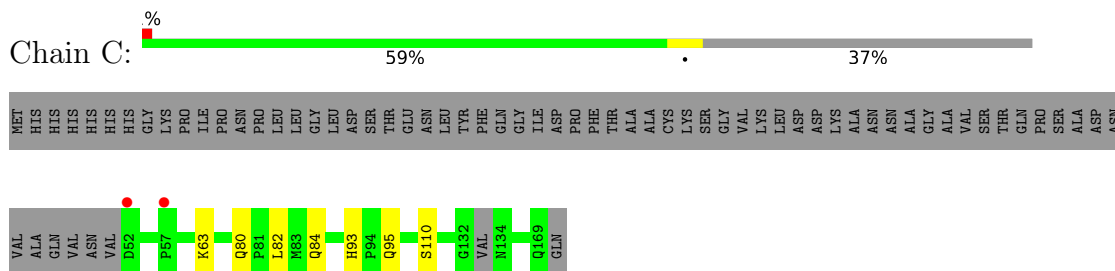 .%
Chain C:
59% • 37%
MET HIS HIS HIS HIS HIS HIS GLY LYS PRO ILE PRO ASN PRO LEU LEU GLY LEU ASP SER THR GLU ASN LEU TYR PHE GLN GLY ILE ASP PRO PHE THR ALA ALA CYS LYS SER GLY VAL LYS LEU ASP ASP LYS ALA ASN ASN ALA GLY ALA VAL SER THR GLN PRO SER ALA ASP ASN
VAL ALA GLN VAL ASN VAL D52 P57 K63 Q80 P81 L82 M83 Q84 H93 P94 Q95 S110 G132 VAL N134 Q169 GLN